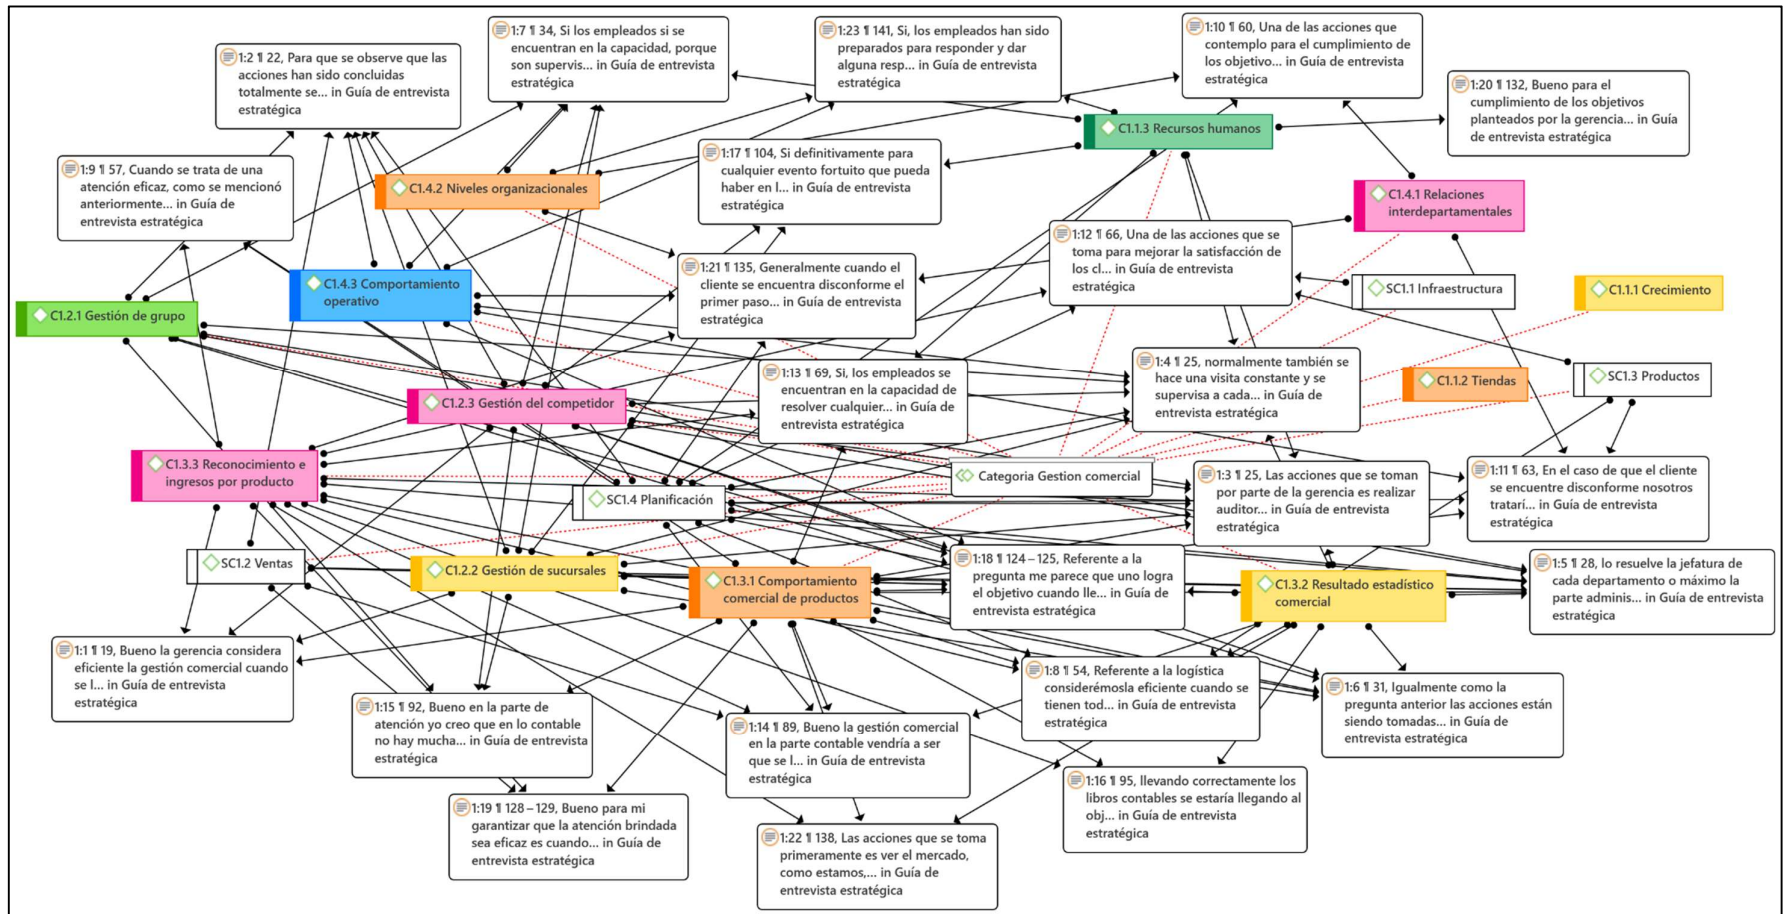 1:7 ¶ 34, Si los empleados si se
encuentran en la capacidad, porque
son supervis... in Guía de
entrevista estratégica
1:23 ¶ 141, Si, los empleados han sido
preparados para responder y dar
alguna resp... in Guía de
entrevista estratégica
1:10 ¶ 60, Una de las acciones que
contemplo para el cumplimiento de
los objetivo... in Guía de
entrevista estratégica
1:2 ¶ 22, Para que se observe que las
acciones han sido concluidas
totalmente se... in Guía de
entrevista estratégica
1:20 ¶ 132, Bueno para el
cumplimiento de los objetivos
planteados por la gerencia... in Guía
de entrevista estratégica
C1.1.3 Recursos humanos
1:17 ¶ 104, Si definitivamente para
cualquier evento fortuito que pueda
haber en l... in Guía de entrevista
estratégica
1:9 ¶ 57, Cuando se trata de una
atención eficaz, como se mencionó
anteriormente... in Guía de
entrevista estratégica
C1.4.2 Niveles organizacionales
C1.4.1 Relaciones
interdepartamentales
1:12 ¶ 66, Una de las acciones que se
toma para mejorar la satisfacción de
los cl... in Guía de entrevista
estratégica
1:21 ¶ 135, Generalmente cuando el
cliente se encuentra disconforme el
primer paso... in Guía de entrevista
estratégica
C1.4.3 Comportamiento
operativo
SC1.1 Infraestructura
C1.1.1 Crecimiento
C1.2.1 Gestión de grupo
1:4 ¶ 25, normalmente también se
hace una visita constante y se
supervisa a cada... in Guía de
entrevista estratégica
1:13 ¶ 69, Si, los empleados se
encuentran en la capacidad de
resolver cualquier... in Guía de
entrevista estratégica
C1.1.2 Tiendas
SC1.3 Productos
C1.2.3 Gestión del competidor
C1.3.3 Reconocimiento e
ingresos por producto
Categoria Gestion comercial
1:3 ¶ 25, Las acciones que se toman
por parte de la gerencia es realizar
auditor... in Guía de entrevista
estratégica
1:11 ¶ 63, En el caso de que el cliente
se encuentre disconforme nosotros
tratarí... in Guía de entrevista
estratégica
SC1.4 Planificación
SC1.2 Ventas
C1.2.2 Gestión de sucursales
C1.3.1 Comportamiento
comercial de productos
1:18 ¶ 124 – 125, Referente a la
pregunta me parece que uno logra
el objetivo cuando lle... in Guía de
entrevista estratégica
C1.3.2 Resultado estadístico
comercial
1:5 ¶ 28, lo resuelve la jefatura de
cada departamento o máximo la
parte adminis... in Guía de entrevista
estratégica
1:1 ¶ 19, Bueno la gerencia considera
eficiente la gestión comercial cuando
se l... in Guía de entrevista
estratégica
1:8 ¶ 54, Referente a la logística
considerémosla eficiente cuando se
tienen tod... in Guía de entrevista
estratégica
1:6 ¶ 31, Igualmente como la
pregunta anterior las acciones están
siendo tomadas... in Guía de
entrevista estratégica
1:15 ¶ 92, Bueno en la parte de
atención yo creo que en lo contable
no hay mucha... in Guía de entrevista
estratégica
1:14 ¶ 89, Bueno la gestión comercial
en la parte contable vendría a ser
que se l... in Guía de entrevista
estratégica
1:16 ¶ 95, llevando correctamente los
libros contables se estaría llegando al
obj... in Guía de entrevista
estratégica
1:19 ¶ 128 – 129, Bueno para mi
garantizar que la atención brindada
sea eficaz es cuando... in Guía de
entrevista estratégica
1:22 ¶ 138, Las acciones que se toma
primeramente es ver el mercado,
como estamos,... in Guía de
entrevista estratégica